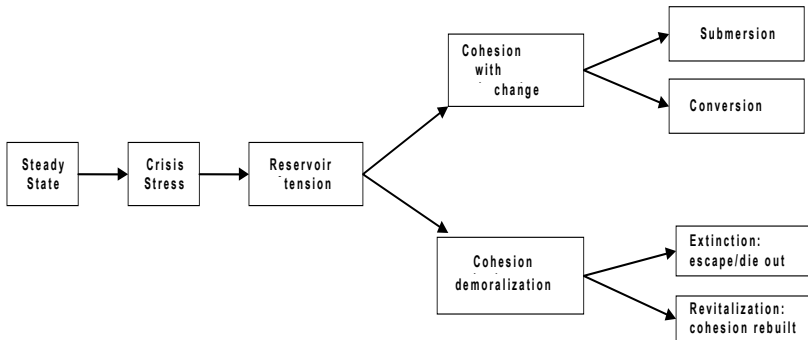 Steady
State
Crisis
Stress
Reservoir
tension
Cohesion
with
change
Submersion
Conversion
Cohesion
demoralization
Extinction:
escape/die out
Revitalization:
cohesion rebuilt